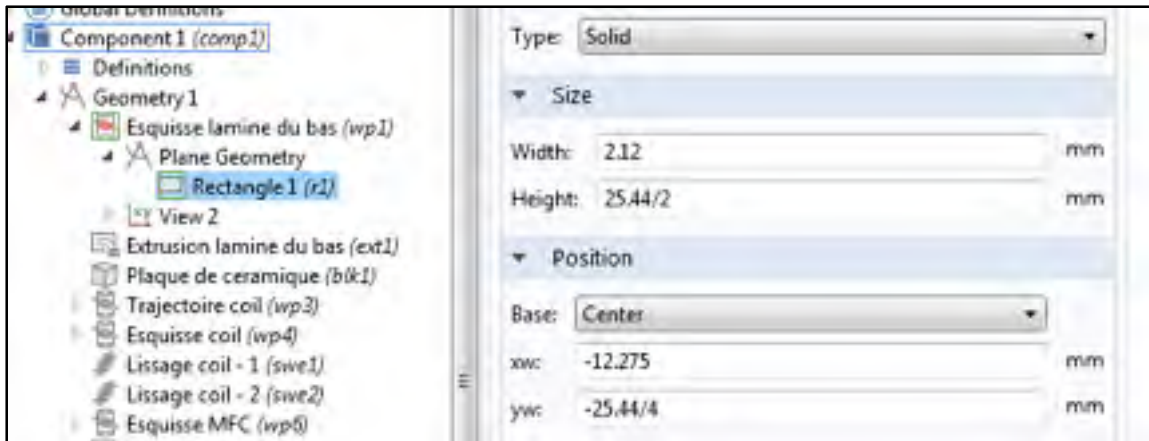 Global Definitions
Component 1 (comp1)
Definitions
Geometry 1
Esquisse lamine du bas (wp1)
Plane Geometry
Rectangle 1 (r1)
View 2
Extrusion lamine du bas (ext1)
Plaque de ceramique (blk1)
Trajectoire coil (wp3)
Esquisse coil (wp4)
Lissage coil - 1 (swe1)
Lissage coil - 2 (swe2)
Esquisse MFC (wp6)
Type: Solid
Size
Width: 2.12 mm
Height: 25.44/2 mm
Position
Base: Center
xw: -12.275 mm
yw: -25.44/4 mm